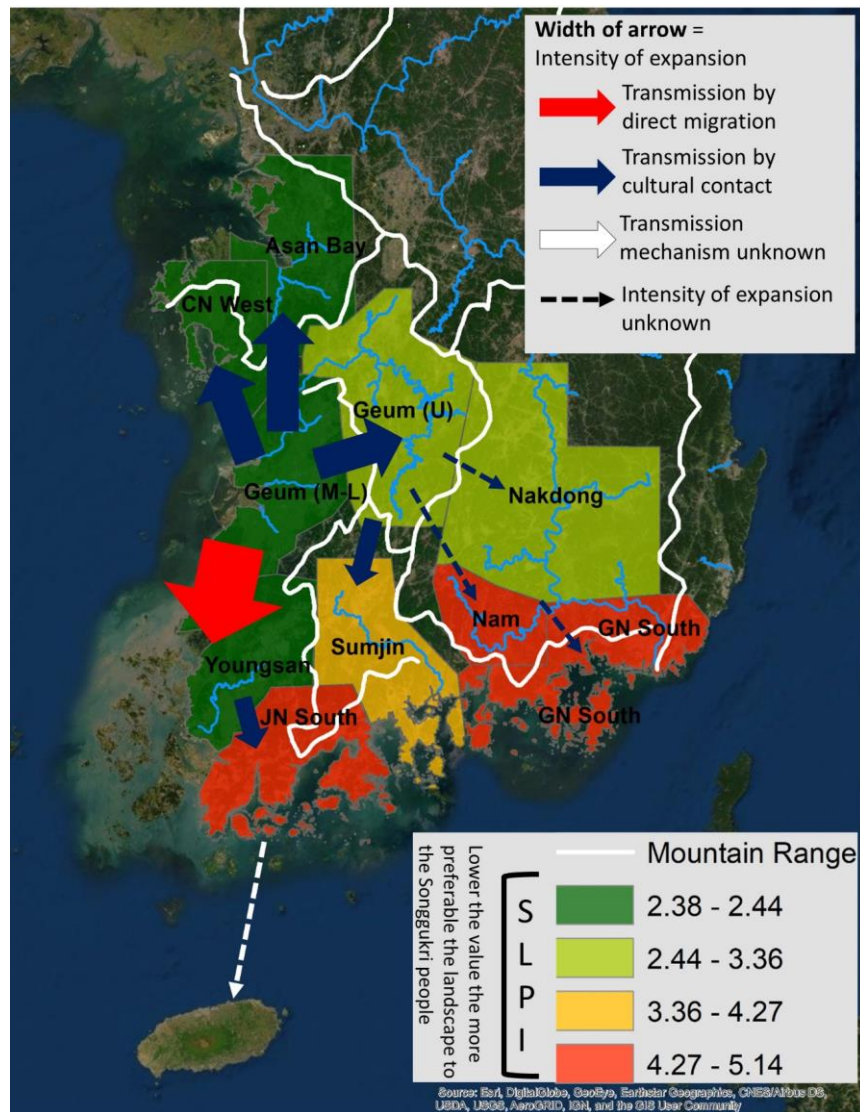 Width of arrow =
Intensity of expansion
Transmission by
direct migration
Transmission by
cultural contact
Transmission
mechanism unknown
Intensity of expansion
unknown
Asan Bay
CN West
Geum (U)
Geum (M-L)
Nakdong
Nam
GN South
Sumjin
Youngsan
JN South
GN South
Lower the value the more
preferable the landscape to
the Songgukri people
S
L
P
I
Mountain Range
2.38 - 2.44
2.44 - 3.36
3.36 - 4.27
4.27 - 5.14
Source: Esri, DigitalGlobe, GeoEye, Earthstar Geographics, CNES/Airbus DS,
USDA, USGS, AeroGRID, IGN, and the GIS User Community